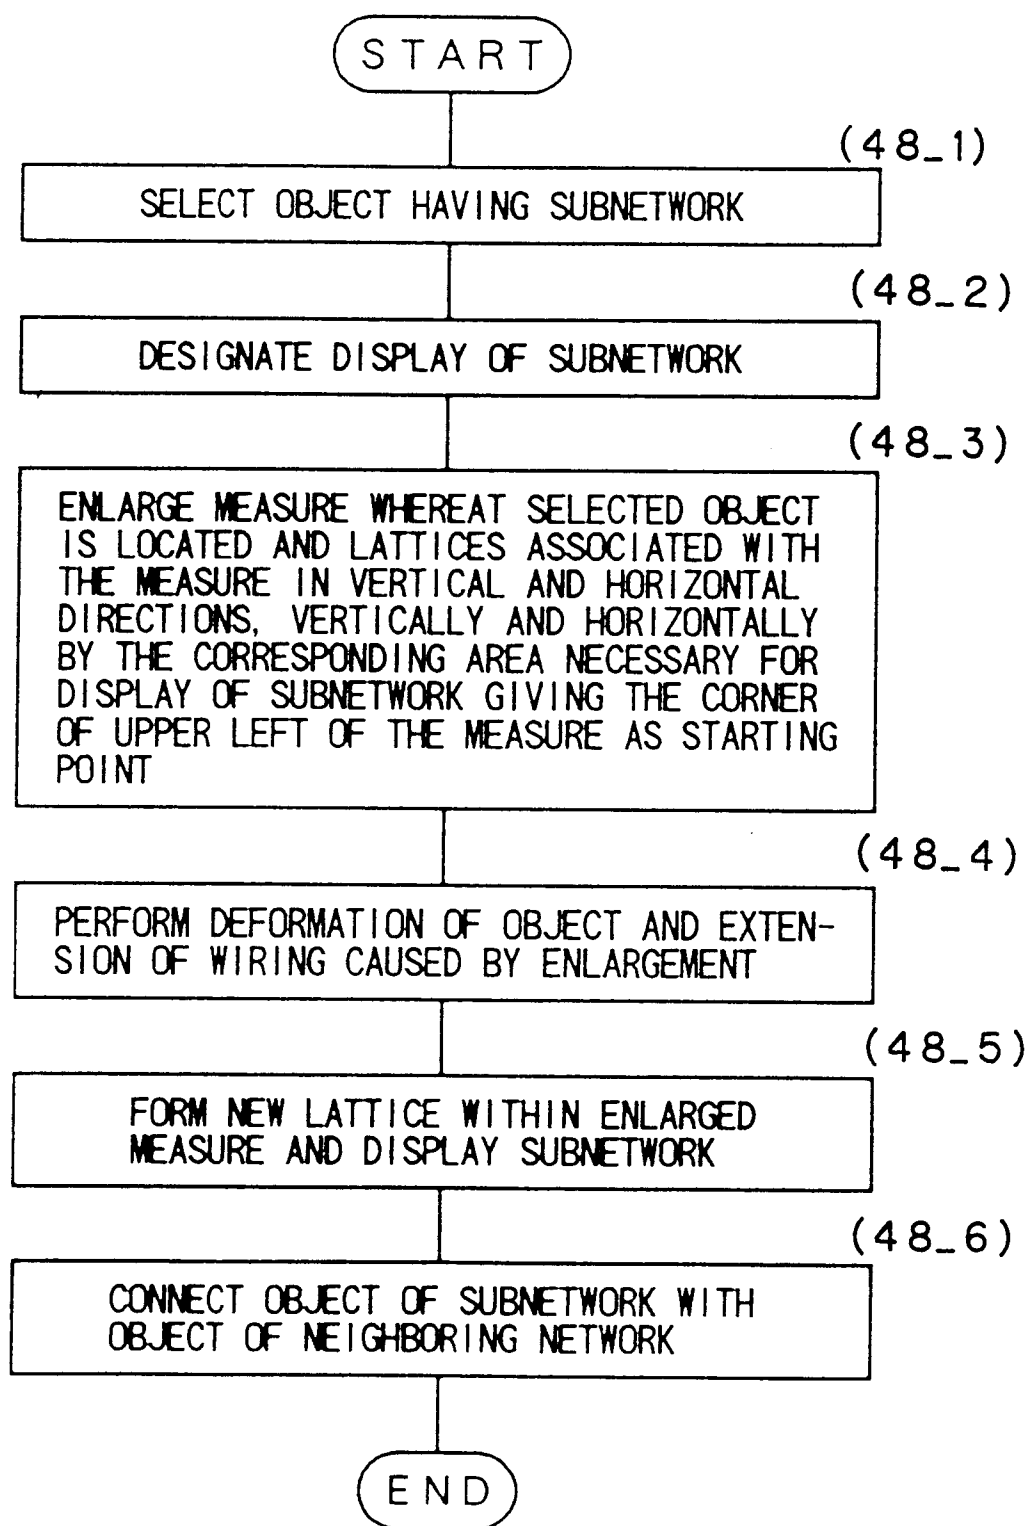 START
(48_1)
SELECT OBJECT HAVING SUBNETWORK
(48_2)
DESIGNATE DISPLAY OF SUBNETWORK
(48_3)
ENLARGE MEASURE WHEREAT SELECTED OBJECT
IS LOCATED AND LATTICES ASSOCIATED WITH
THE MEASURE IN VERTICAL AND HORIZONTAL
DIRECTIONS, VERTICALLY AND HORIZONTALLY
BY THE CORRESPONDING AREA NECESSARY FOR
DISPLAY OF SUBNETWORK GIVING THE CORNER
OF UPPER LEFT OF THE MEASURE AS STARTING
POINT
(48_4)
PERFORM DEFORMATION OF OBJECT AND EXTEN-
SION OF WIRING CAUSED BY ENLARGEMENT
(48_5)
FORM NEW LATTICE WITHIN ENLARGED
MEASURE AND DISPLAY SUBNETWORK
(48_6)
CONNECT OBJECT OF SUBNETWORK WITH
OBJECT OF NEIGHBORING NETWORK
END